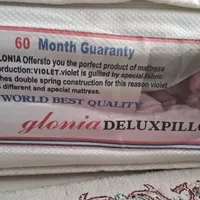 60 Month Guaranty
LONIA Offersto you the perfect product of mattress
roduction:VIOLET.violet is guilted by special fabric
hes double spring construction for this reason violet
different and special mattress.
WORLD BEST QUALITY
glonia DELUXPILLO